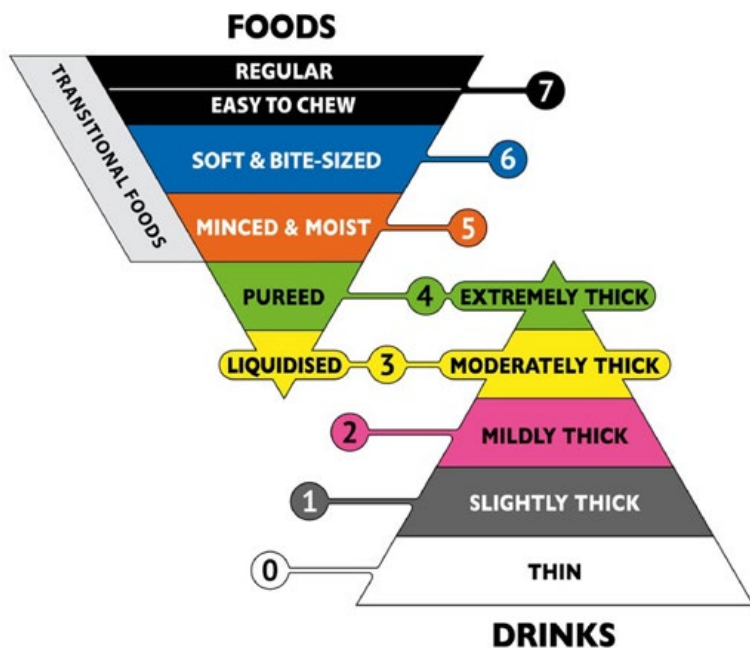 FOODS
TRANSITIONAL FOODS
REGULAR
7
EASY TO CHEW
SOFT & BITE-SIZED
6
MINCED & MOIST
5
PUREED
4
EXTREMELY THICK
LIQUIDISED
3
MODERATELY THICK
2
MILDLY THICK
1
SLIGHTLY THICK
0
THIN
DRINKS